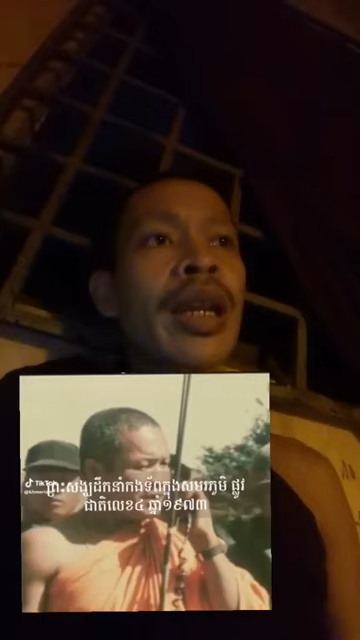 ព្រះសង្ឃដឹកនាំកងទ័ពក្នុងសមរភូមិ ផ្លូវ
ជាតិលេខ៤ ឆ្នាំ១៩៧៣
TikTok